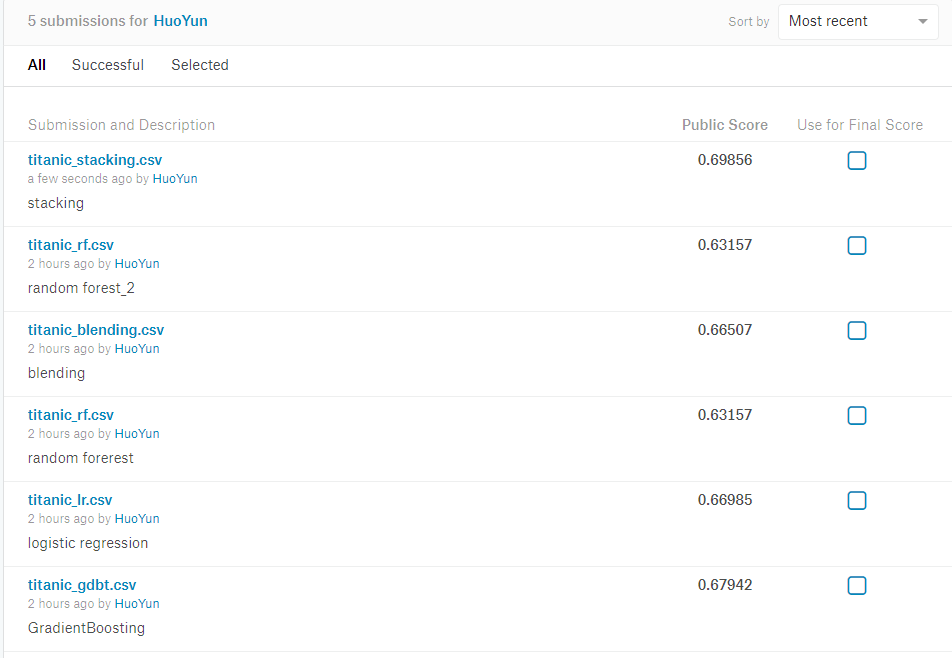 5 submissions for HuoYun Sort by Most recent
All Successful Selected
Submission and Description Public Score Use for Final Score
titanic_stacking.csv 0.69856
a few seconds ago by HuoYun
stacking
titanic_rf.csv 0.63157
2 hours ago by HuoYun
random forest_2
titanic_blending.csv 0.66507
2 hours ago by HuoYun
blending
titanic_rf.csv 0.63157
2 hours ago by HuoYun
random forerest
titanic_lr.csv 0.66985
2 hours ago by HuoYun
logistic regression
titanic_gdbt.csv 0.67942
2 hours ago by HuoYun
GradientBoosting